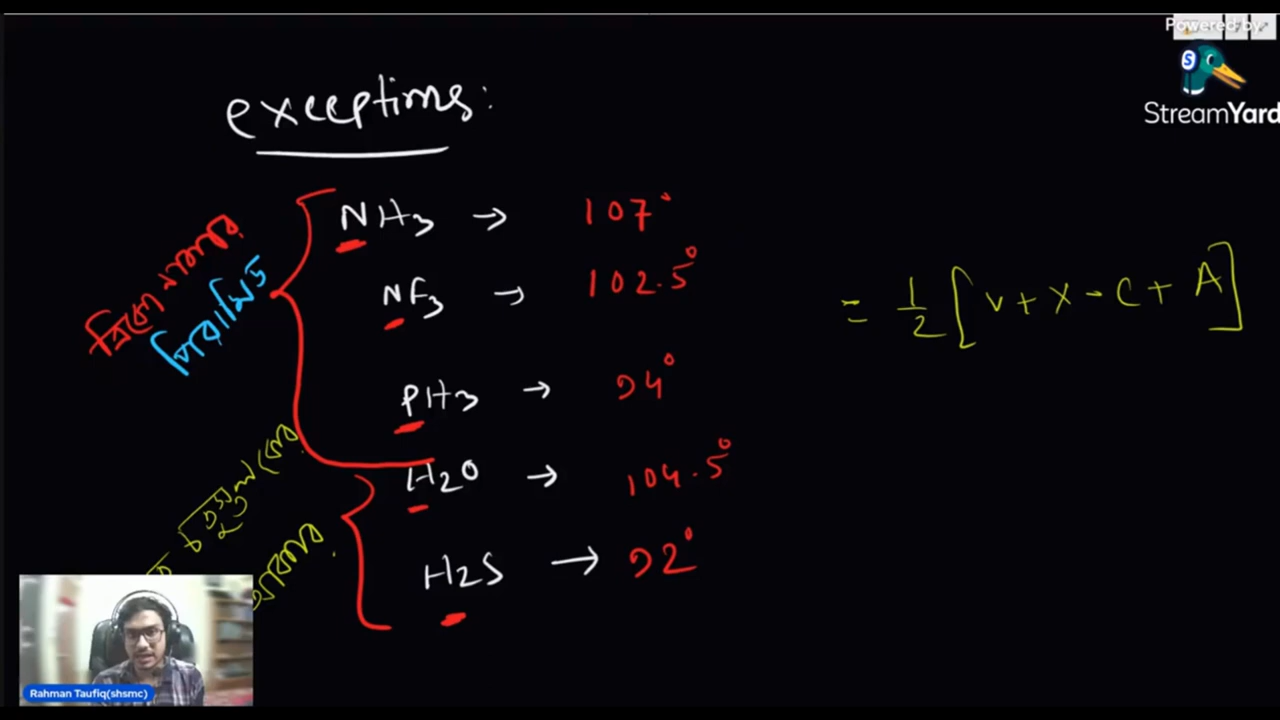 Powered by
StreamYard
exceptions:
NH3 → 107°
NF3 → 102.5°
PH3 → 94°
H2O → 104.5°
H2S → 92°
= 1/2 [V + X - C + A]
পিরামিড
আকার
Rahman Taufiq(shsmc)